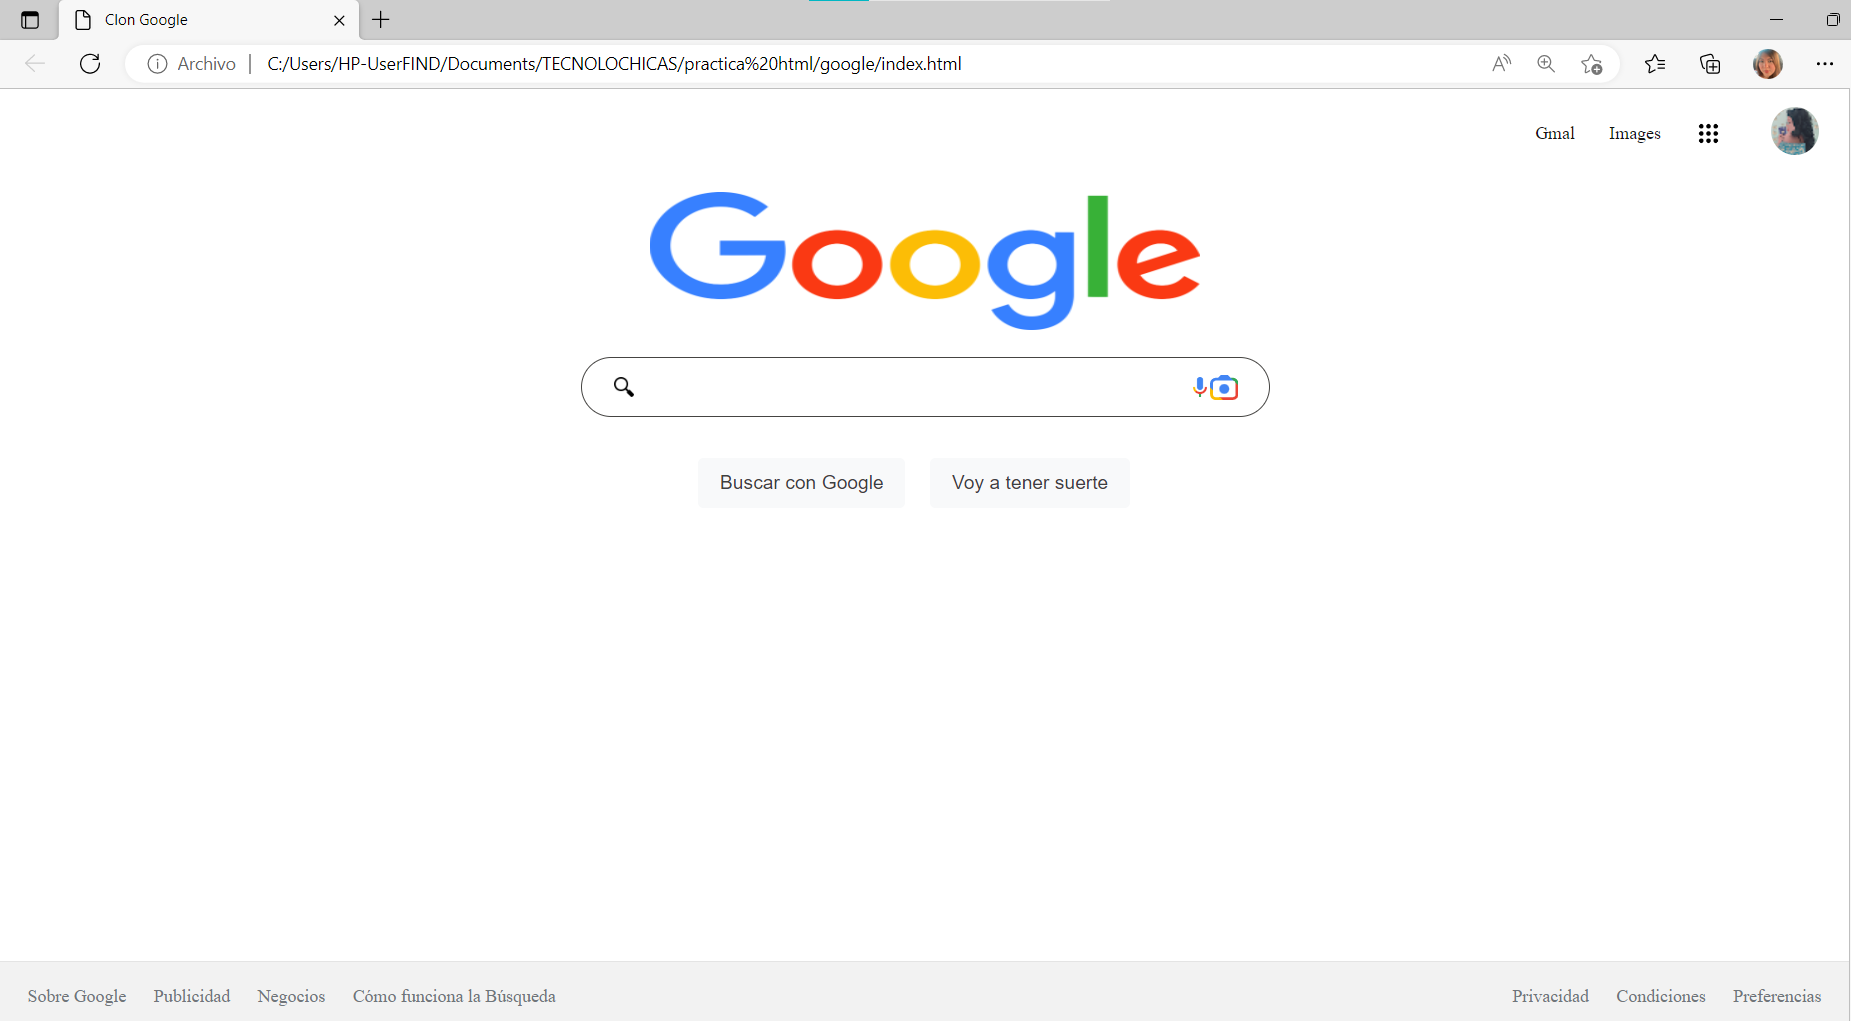 Clon Google
Archivo | C:/Users/HP-UserFIND/Documents/TECNOLOCHICAS/practica%20html/google/index.html
Gmal Images
Google
Buscar con Google Voy a tener suerte
Sobre Google Publicidad Negocios Cómo funciona la Búsqueda Privacidad Condiciones Preferencias